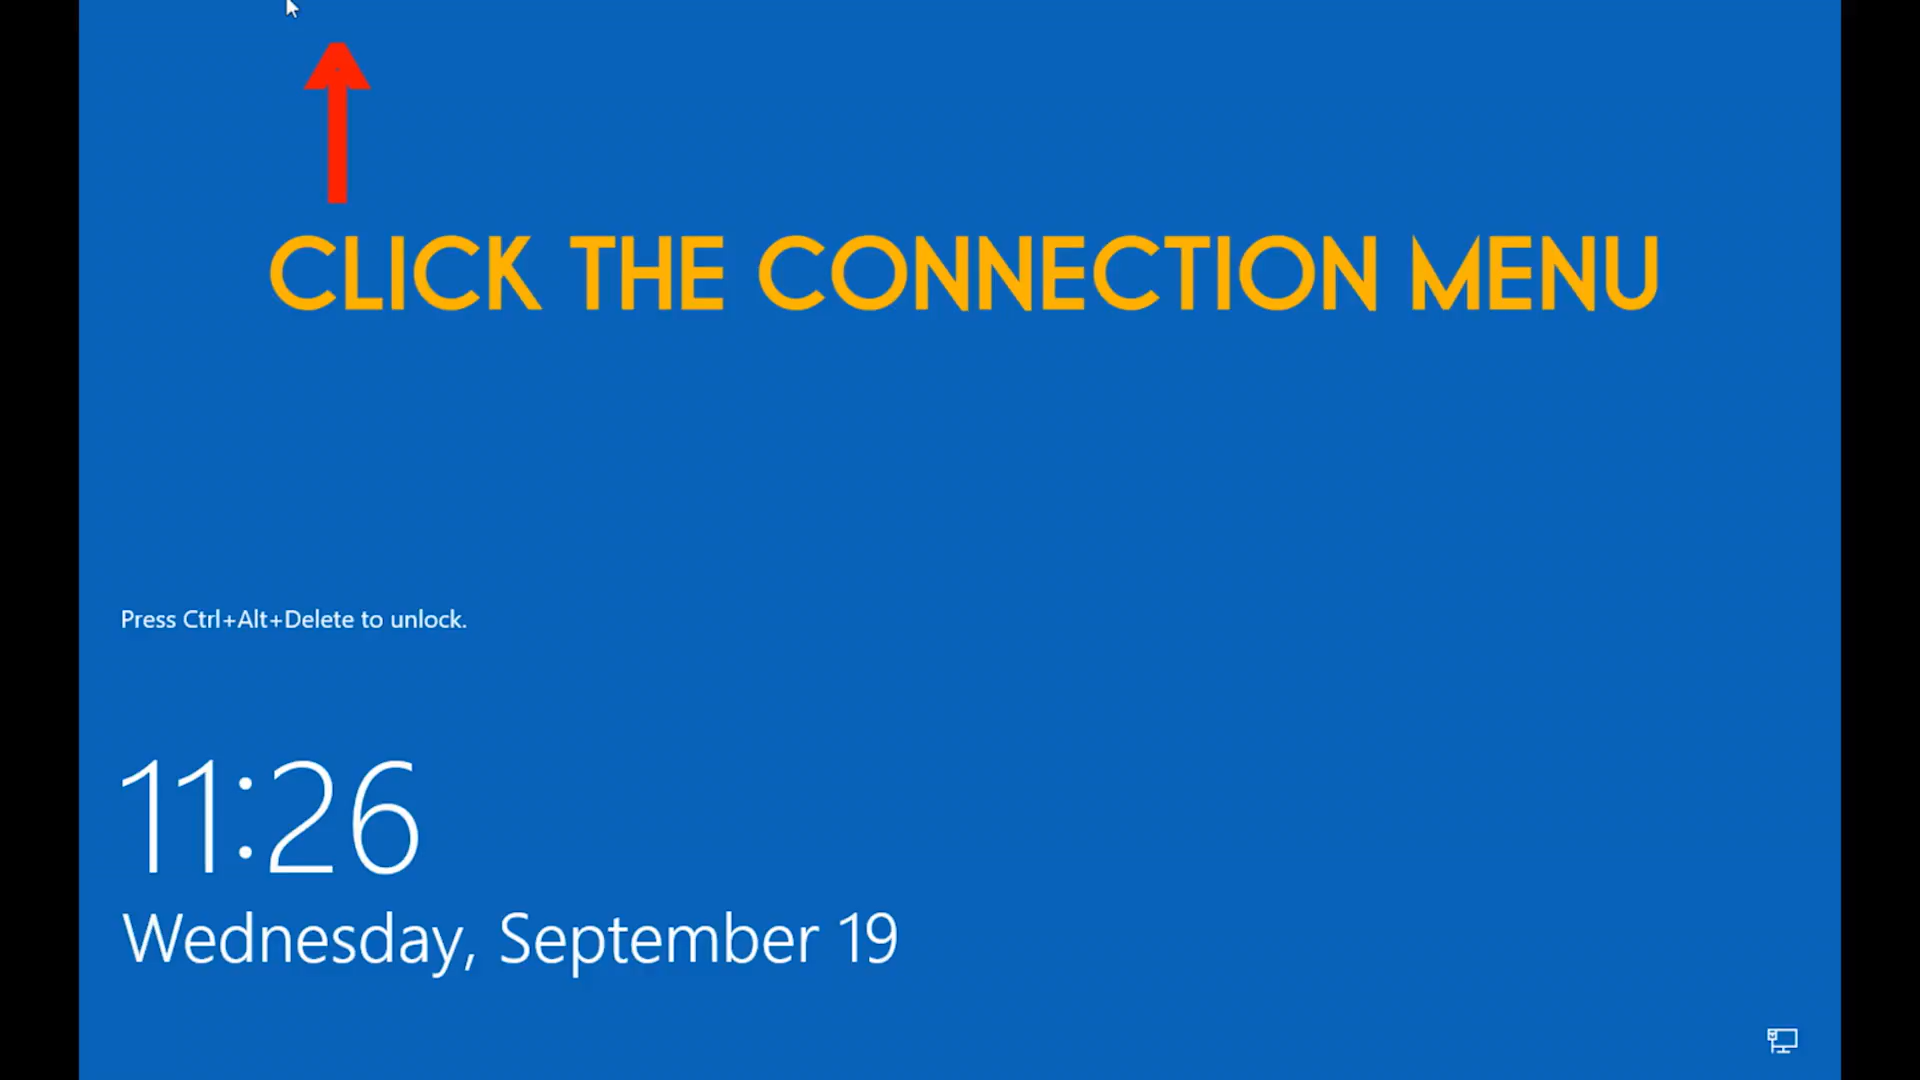 CLICK THE CONNECTION MENU
Press Ctrl+Alt+Delete to unlock.
11:26
Wednesday, September 19